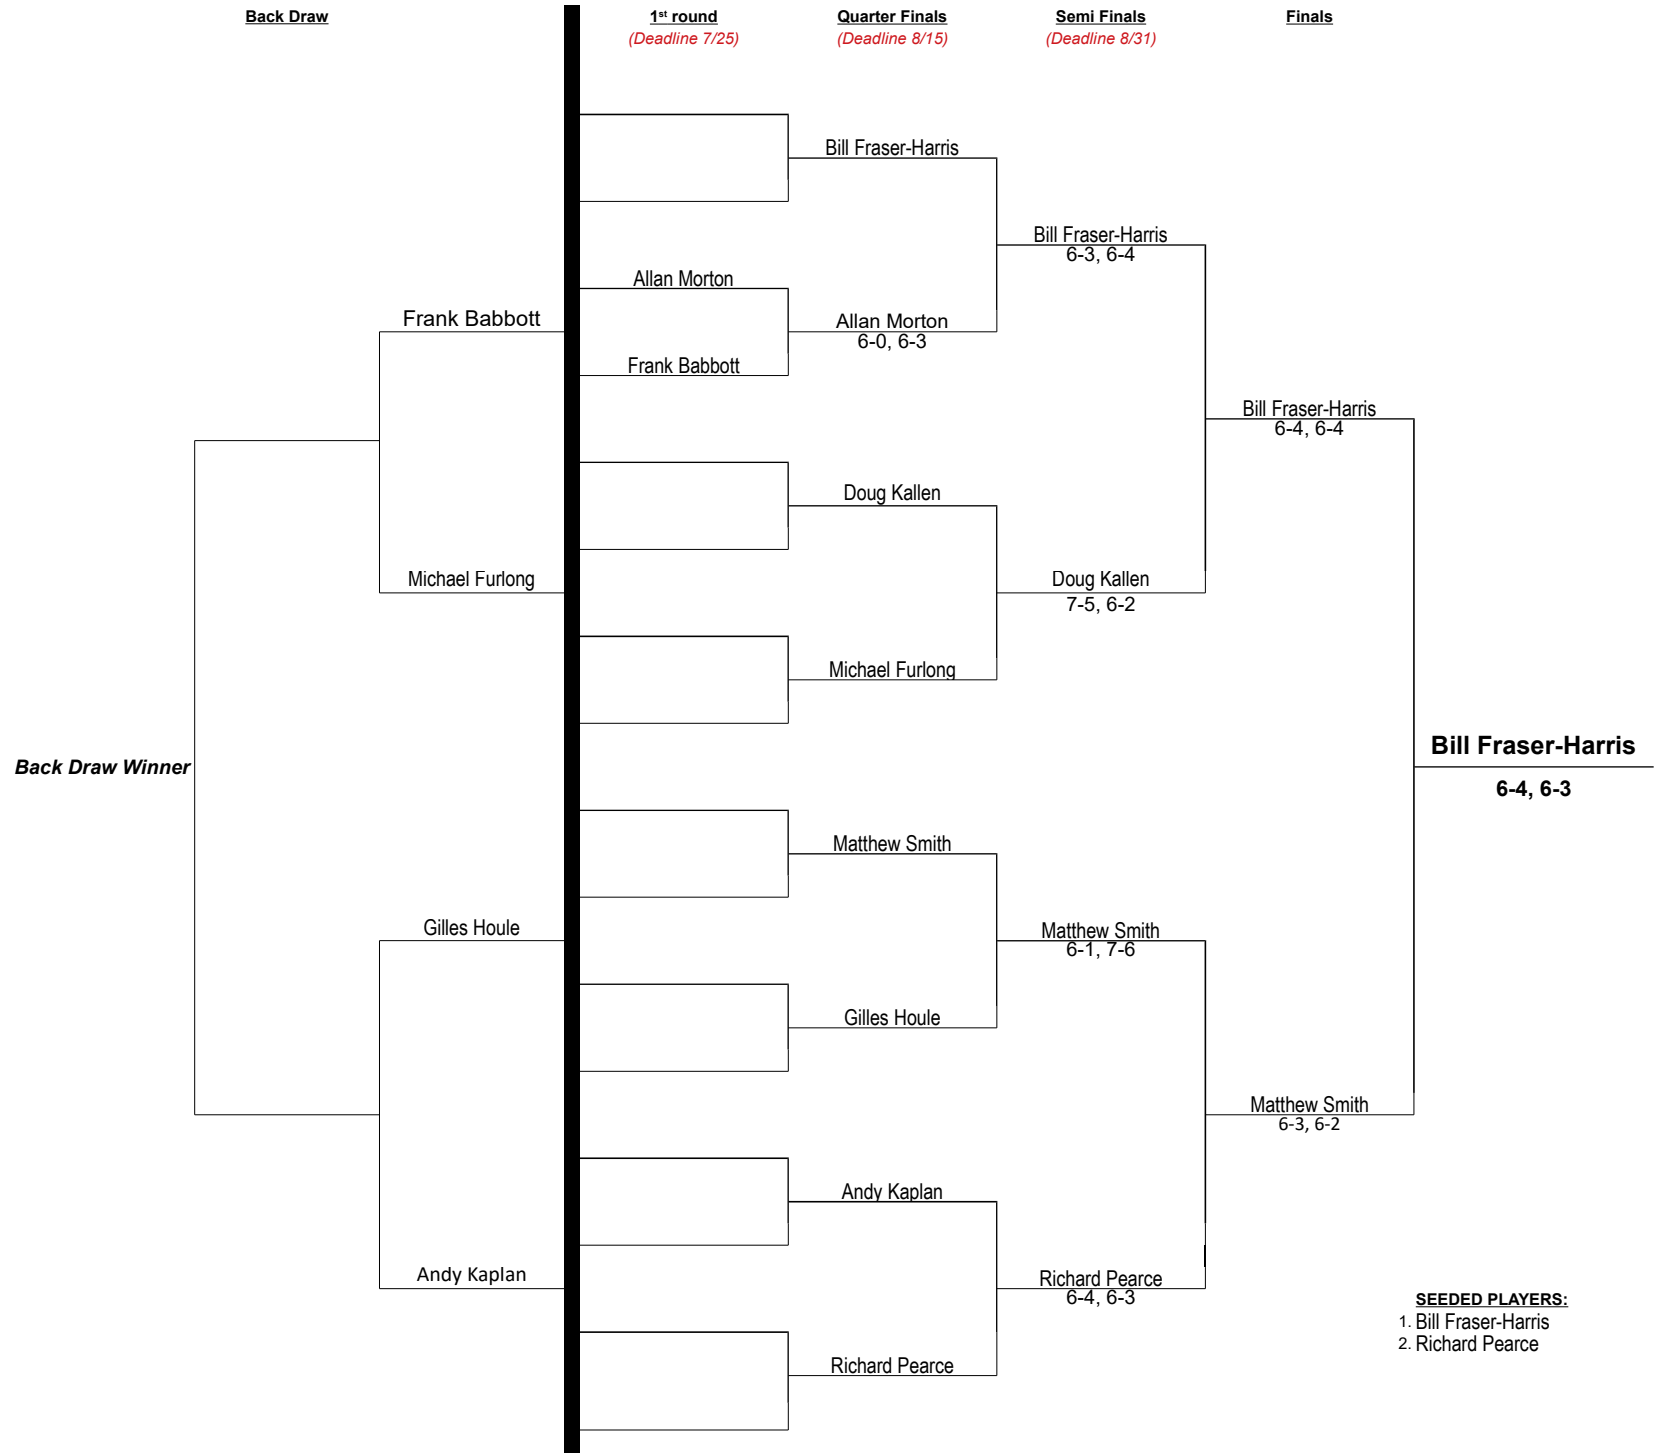 Back Draw
1st round
Quarter Finals
Semi Finals
Finals
(Deadline 7/25)
(Deadline 8/15)
(Deadline 8/31)
Bill Fraser-Harris
Bill Fraser-Harris
6-3, 6-4
Allan Morton
Frank Babbott
Allan Morton
6-0, 6-3
Frank Babbott
Bill Fraser-Harris
6-4, 6-4
Doug Kallen
Michael Furlong
Doug Kallen
7-5, 6-2
Michael Furlong
Bill Fraser-Harris
6-4, 6-3
Back Draw Winner
Matthew Smith
Gilles Houle
Matthew Smith
6-1, 7-6
Gilles Houle
Matthew Smith
6-3, 6-2
Andy Kaplan
Andy Kaplan
Richard Pearce
6-4, 6-3
Richard Pearce
SEEDED PLAYERS:
1. Bill Fraser-Harris
2. Richard Pearce